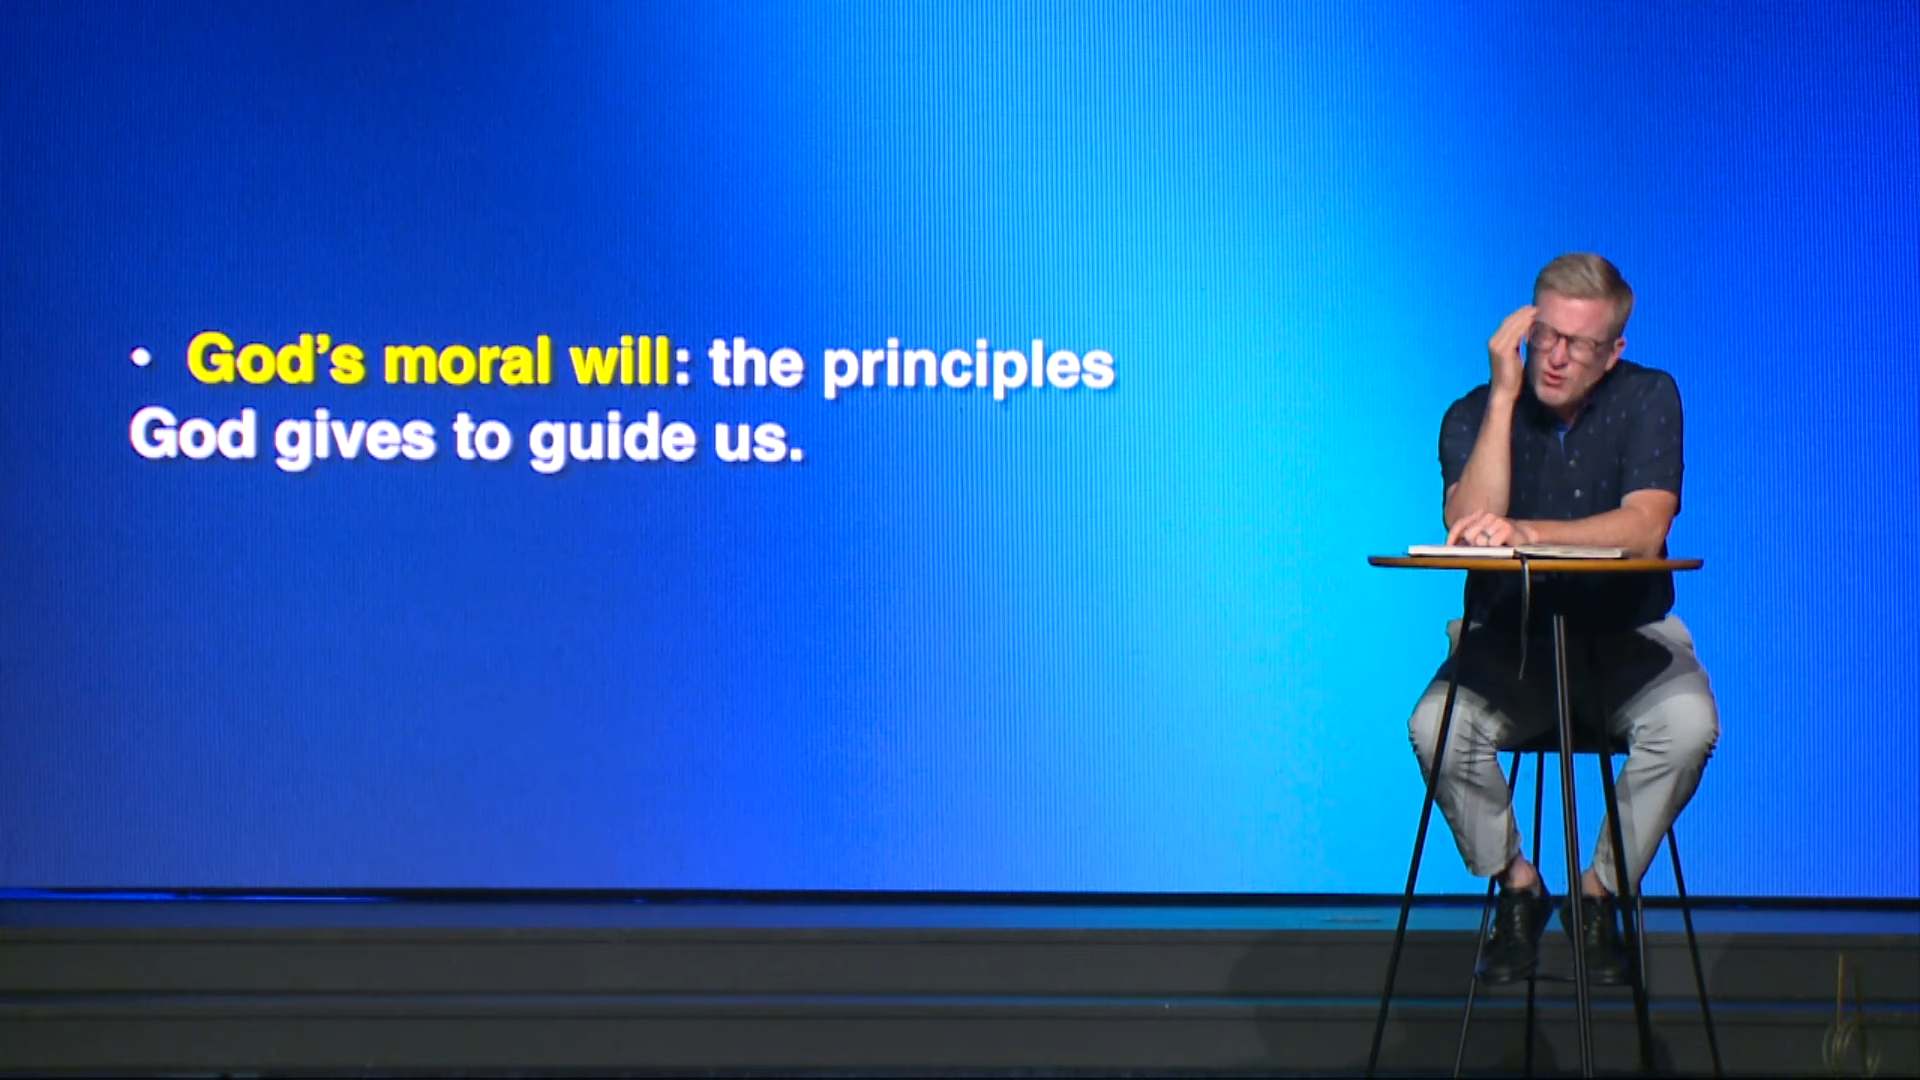 • God’s moral will: the principles
God gives to guide us.